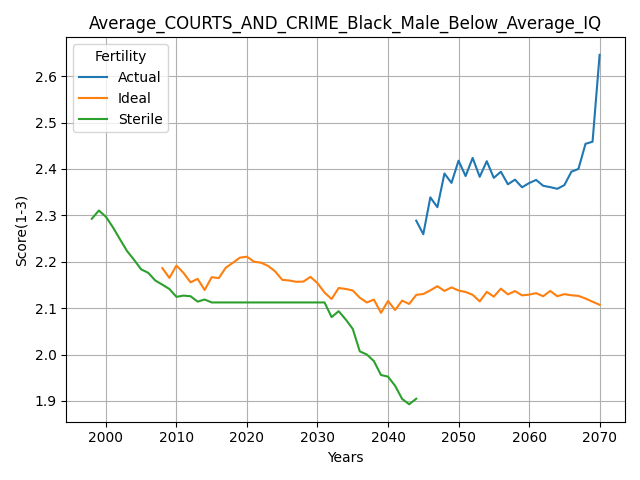 Average_COURTS_AND_CRIME_Black_Male_Below_Average_IQ
Fertility
Actual
Ideal
Sterile
Score(1-3)
2.6
2.5
2.4
2.3
2.2
2.1
2.0
1.9
2000 2010 2020 2030 2040 2050 2060 2070
Years